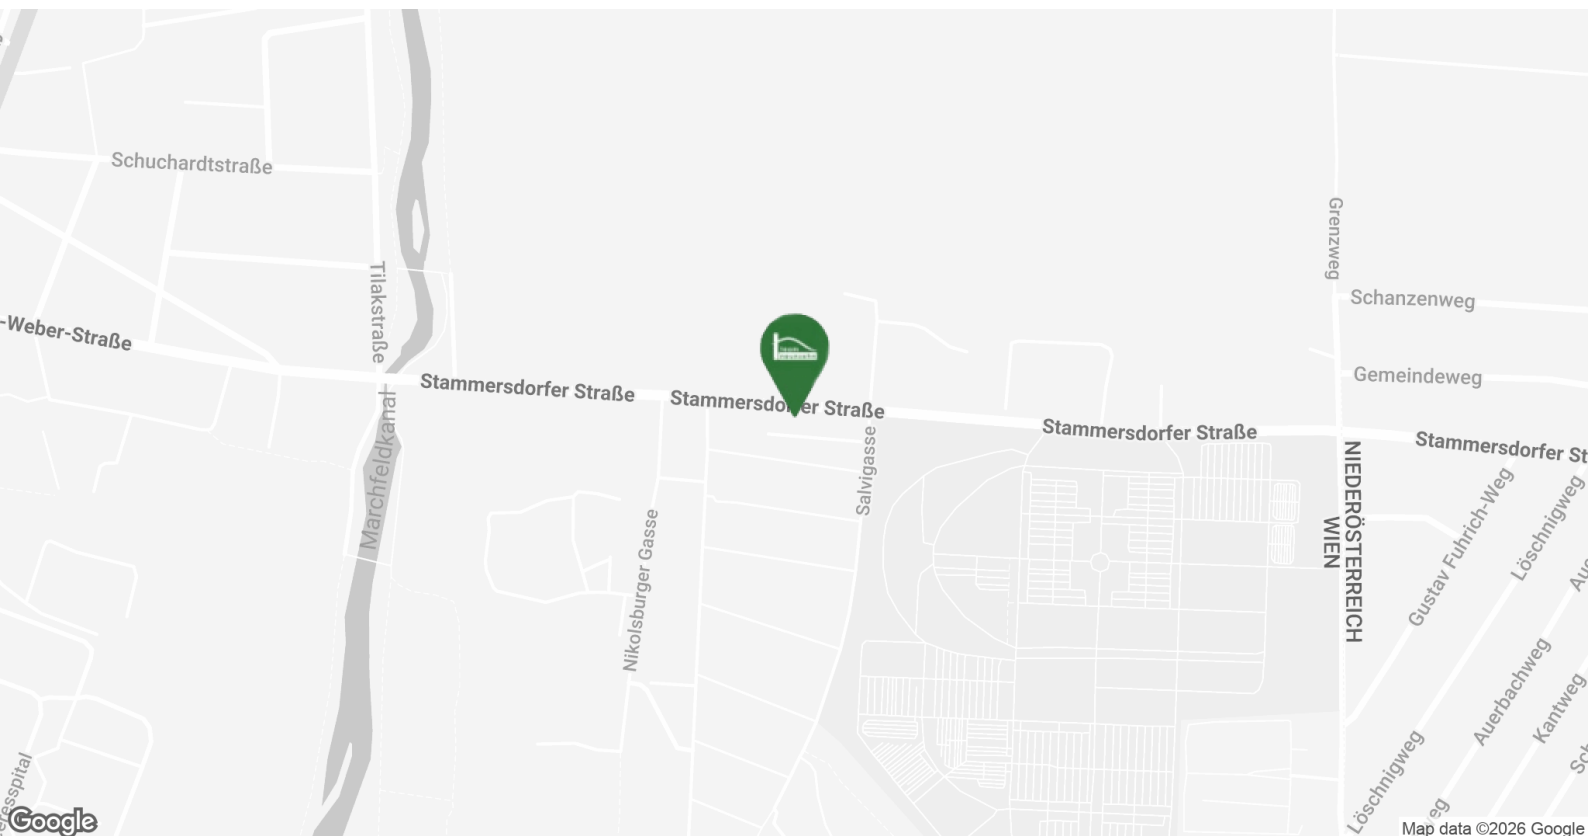 Schuchardtstraße
Tilakstraße
-Weber-Straße
Marchfeldkanal
Stammersdorfer Straße
Stammersdorfer Straße
Salvigasse
Nikolsburger Gasse
Stammersdorfer Straße
Grenzweg
Schanzenweg
Gemeindeweg
Stammersdorfer St
NIEDERÖSTERREICH
WIEN
Gustav Fuhrich-Weg
Löschnigweg
Auerbachweg
Kantweg
Löschnigweg
eresspital
Google
Map data ©2026 Google